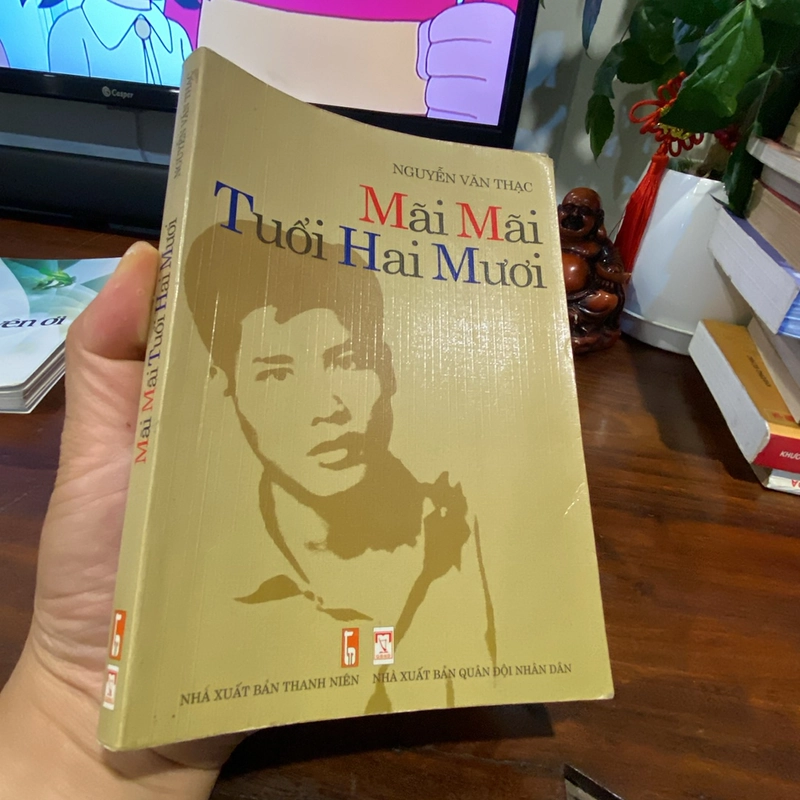 Casper
NGUYỄN VĂN THẠC
Mãi Mãi
Tuổi Hai Mươi
NHÀ XUẤT BẢN THANH NIÊN NHÀ XUẤT BẢN QUÂN ĐỘI NHÂN DÂN
NGUYỄN VĂN THẠC
Mãi Mãi Tuổi Hai Mươi
ơi